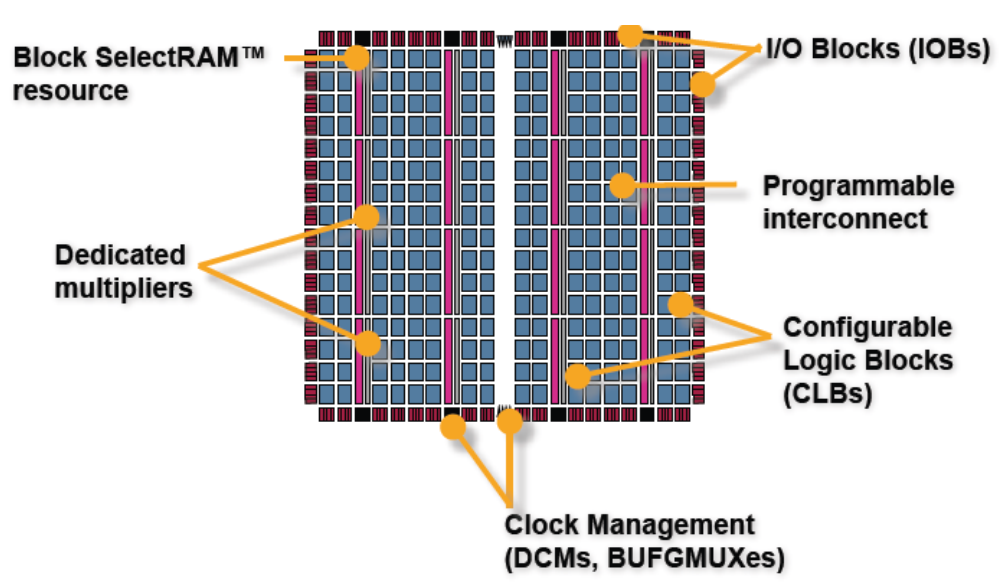 Block SelectRAM™
resource
I/O Blocks (IOBs)
Programmable
interconnect
Dedicated
multipliers
Configurable
Logic Blocks
(CLBs)
Clock Management
(DCMs, BUFGMUXes)